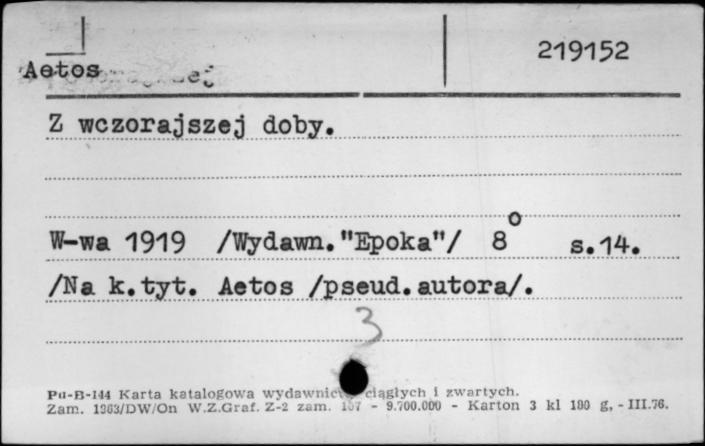 219152
Aetos
Z wczorajszej doby.
W-wa 1919 /Wydawn. "Epoka"/ 8° s.14.
/Na k.tyt. Aetos /pseud.autora/.
3
Pu-B-144 Karta katalogowa wydawnictw ciągłych i zwartych.
Zam. 1963/DW/On W.Z.Graf. Z-2 zam. - 9.700.000 - Karton 3 kl 180 g, - III.76.